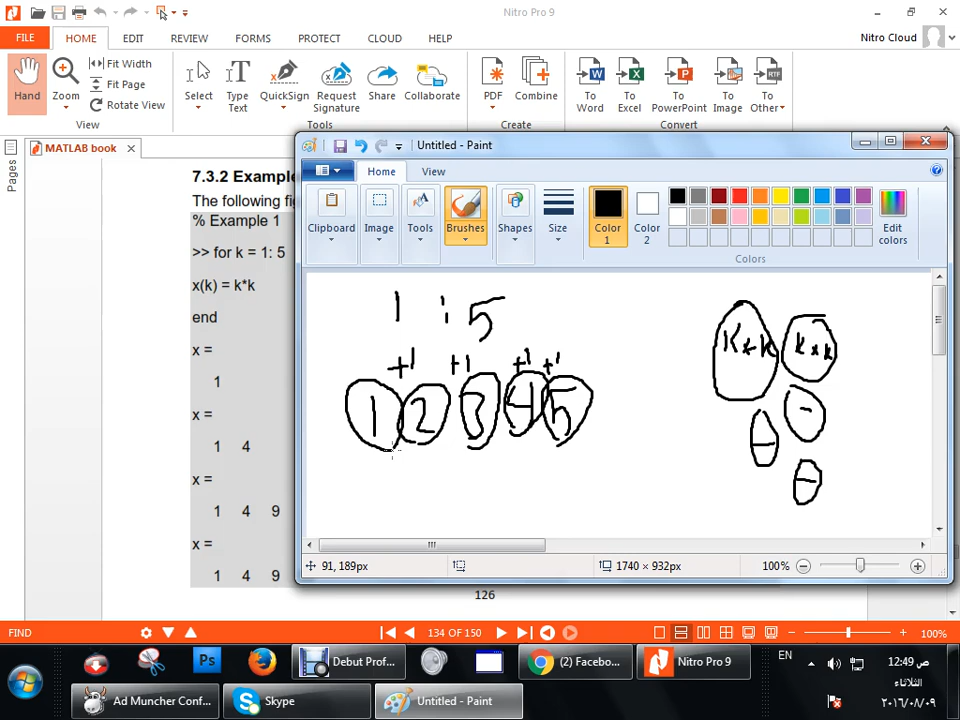 Nitro Pro 9
FILE HOME EDIT REVIEW FORMS PROTECT CLOUD HELP Nitro Cloud
Hand Zoom Fit Width Fit Page Rotate View Select Type Text QuickSign Request Signature Share Collaborate PDF Combine To Word To Excel To PowerPoint To Image To Other
View Tools Create Convert
MATLAB book
Pages
7.3.2 Example
The following fi
% Example 1
>> for k = 1: 5
x(k) = k*k
end
x =
1
x =
1 4
x =
1 4 9
x =
1 4 9
126
Untitled - Paint
Home View
Clipboard Image Tools Brushes Shapes Size Color 1 Color 2 Edit colors
Colors
1 : 5
+1 +1 +1 +1
1 2 3 4 5
K*K K*K
91, 189px 1740 × 932px 100%
FIND 134 OF 150 100%
Debut Prof... (2) Facebo... Nitro Pro 9 EN 12:49 ص
Ad Muncher Conf... Skype Untitled - Paint الثلاثاء
٢٠١٦/٠٨/٠٩